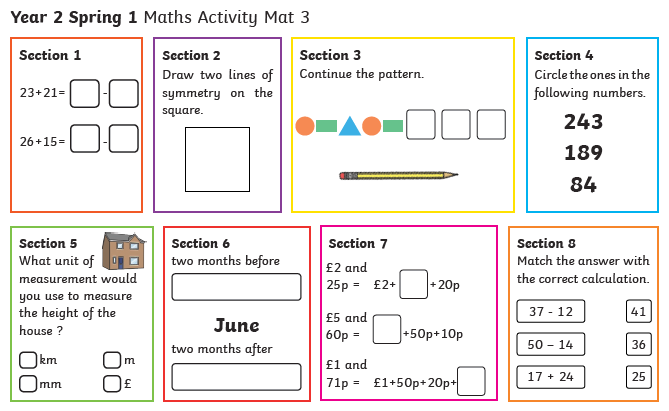 Year 2 Spring 1 Maths Activity Mat 3
Section 1
23+21= -
26+15= -
Section 2
Draw two lines of
symmetry on the
square.
Section 3
Continue the pattern.
Section 4
Circle the ones in the
following numbers.
243
189
84
Section 5
What unit of
measurement would
you use to measure
the height of the
house ?
km m
mm £
Section 6
two months before
June
two months after
Section 7
£2 and
25p = £2+ +20p
£5 and
60p = +50p+10p
£1 and
71p = £1+50p+20p+
Section 8
Match the answer with
the correct calculation.
37 - 12 41
50 – 14 36
17 + 24 25